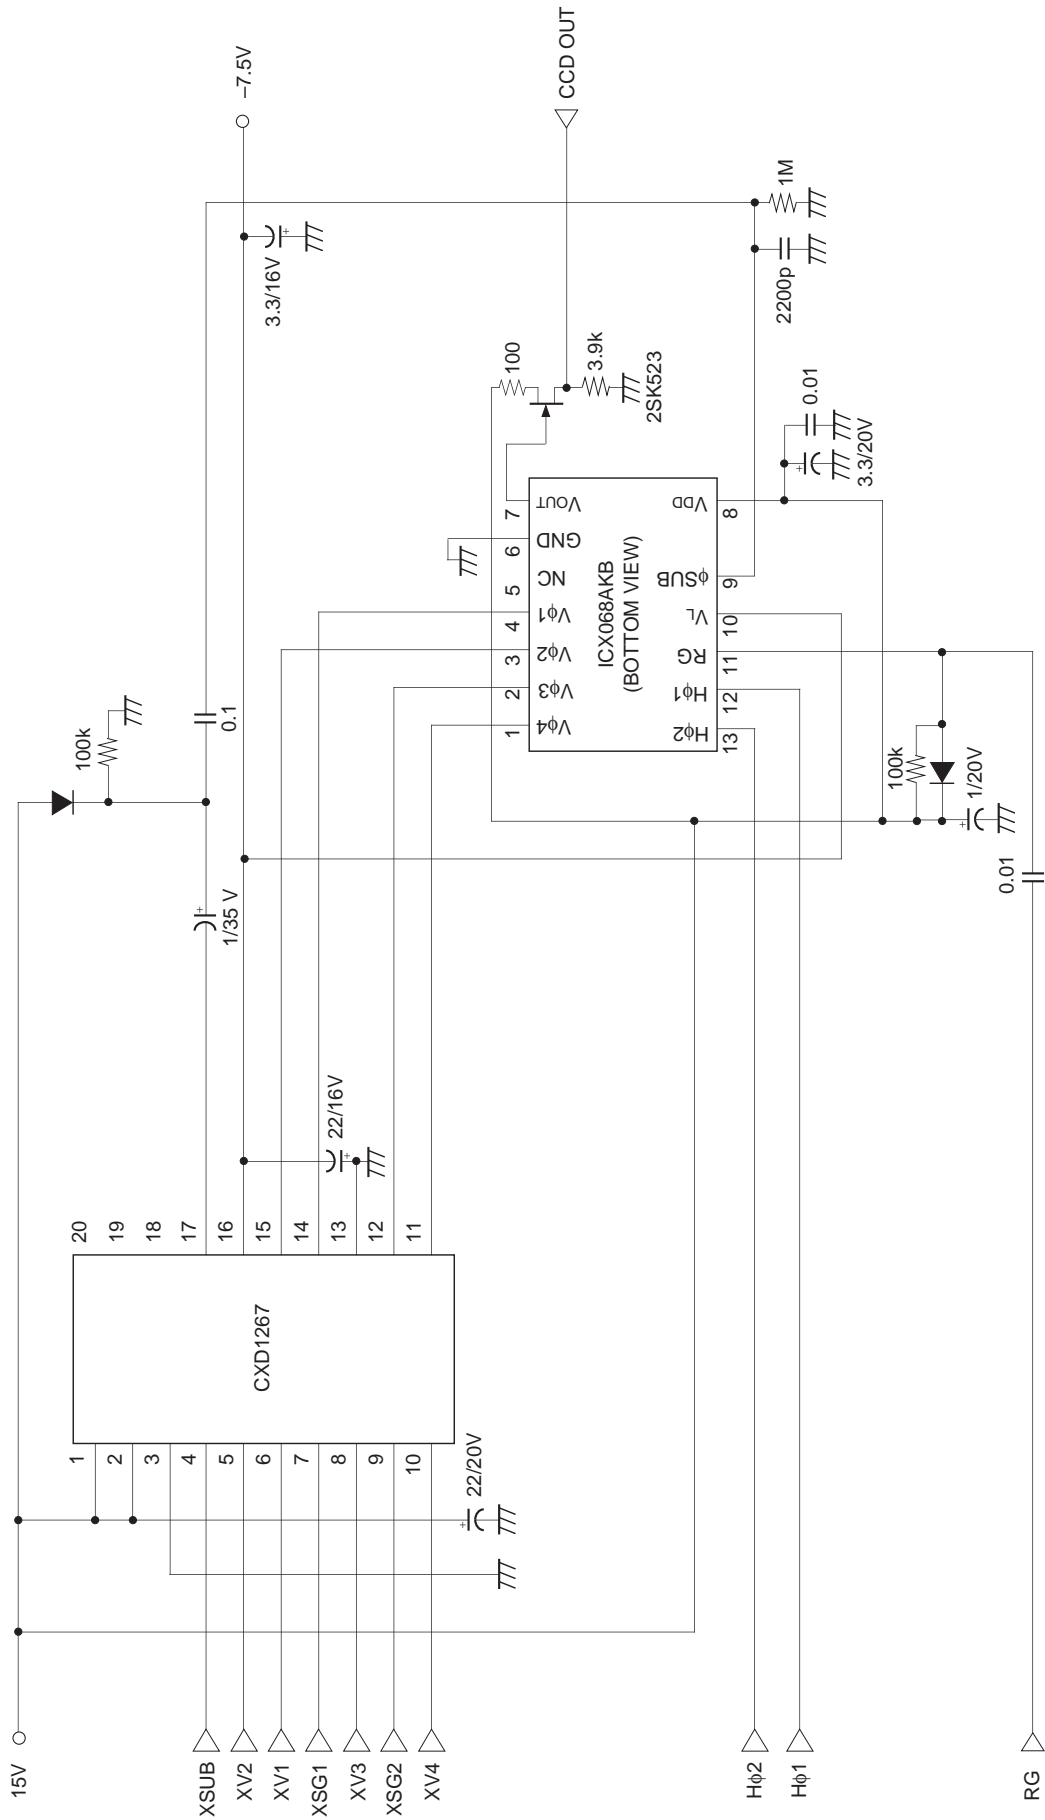 15V
XSUB
XV2
XV1
XSG1
XV3
XSG2
XV4
Hφ2
Hφ1
RG
1
2
3
4
5
6
7
8
9
10
22/20V
CXD1267
20
19
18
17
16
15
14
13
12
11
22/16V
1/35 V
0.1
100k
–7.5V
3.3/16V
CCD OUT
100
3.9k
2SK523
1M
2200p
0.01
3.3/20V
ICX068AKB
(BOTTOM VIEW)
1
2
3
4
5
6
7
Vφ4
Vφ3
Vφ2
Vφ1
NC
GND
VOUT
Hφ2
Hφ1
RG
VL
φSUB
VDD
13
12
11
10
9
8
100k
1/20V
0.01